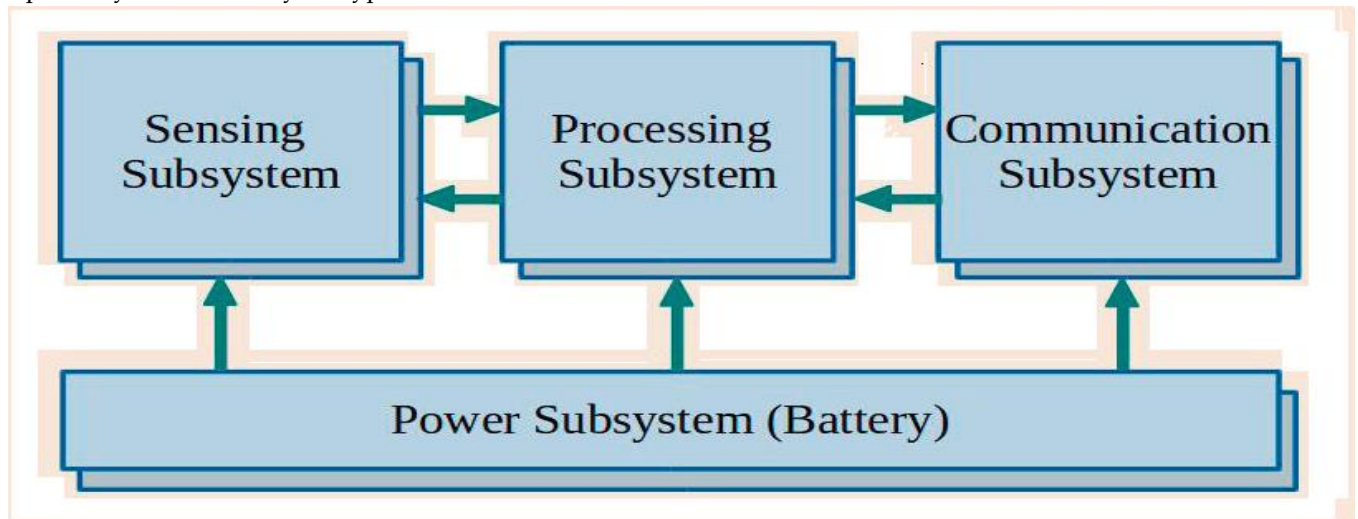 Sensing
Subsystem
Processing
Subsystem
Communication
Subsystem
Power Subsystem (Battery)